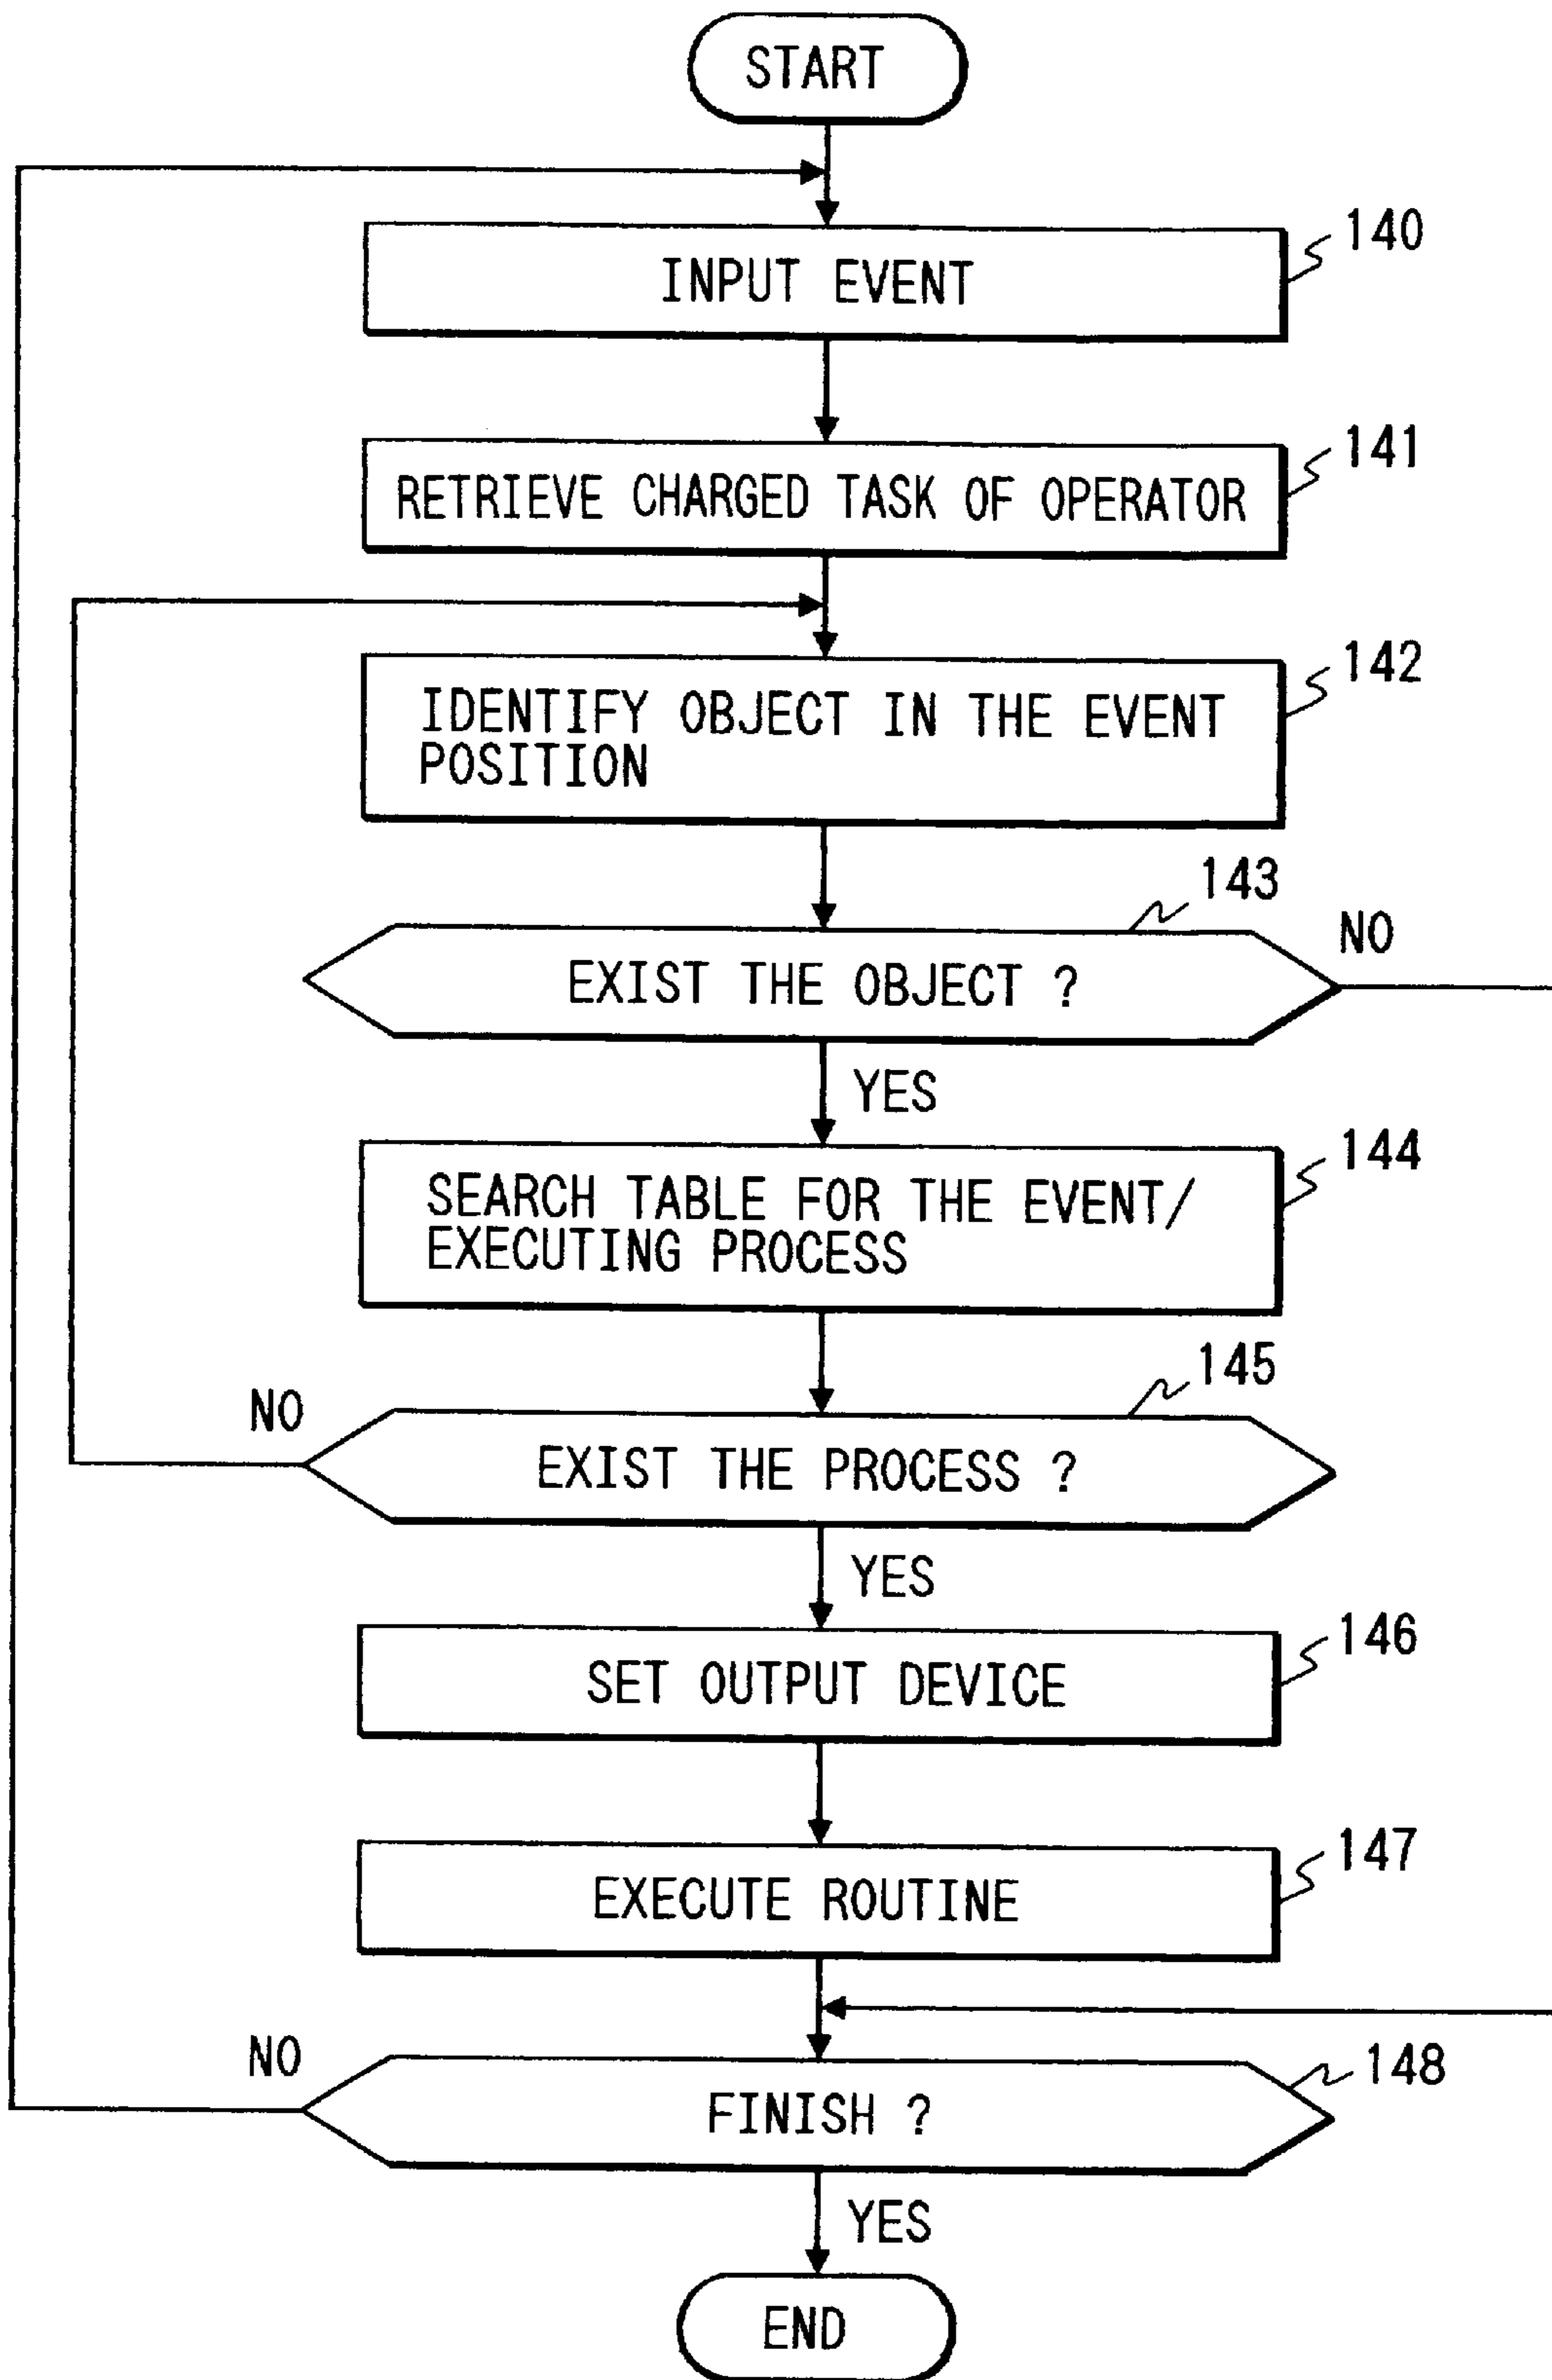 START
140
INPUT EVENT
141
RETRIEVE CHARGED TASK OF OPERATOR
142
IDENTIFY OBJECT IN THE EVENT
POSITION
143
NO
EXIST THE OBJECT ?
YES
144
SEARCH TABLE FOR THE EVENT/
EXECUTING PROCESS
145
NO
EXIST THE PROCESS ?
YES
146
SET OUTPUT DEVICE
147
EXECUTE ROUTINE
NO
148
FINISH ?
YES
END